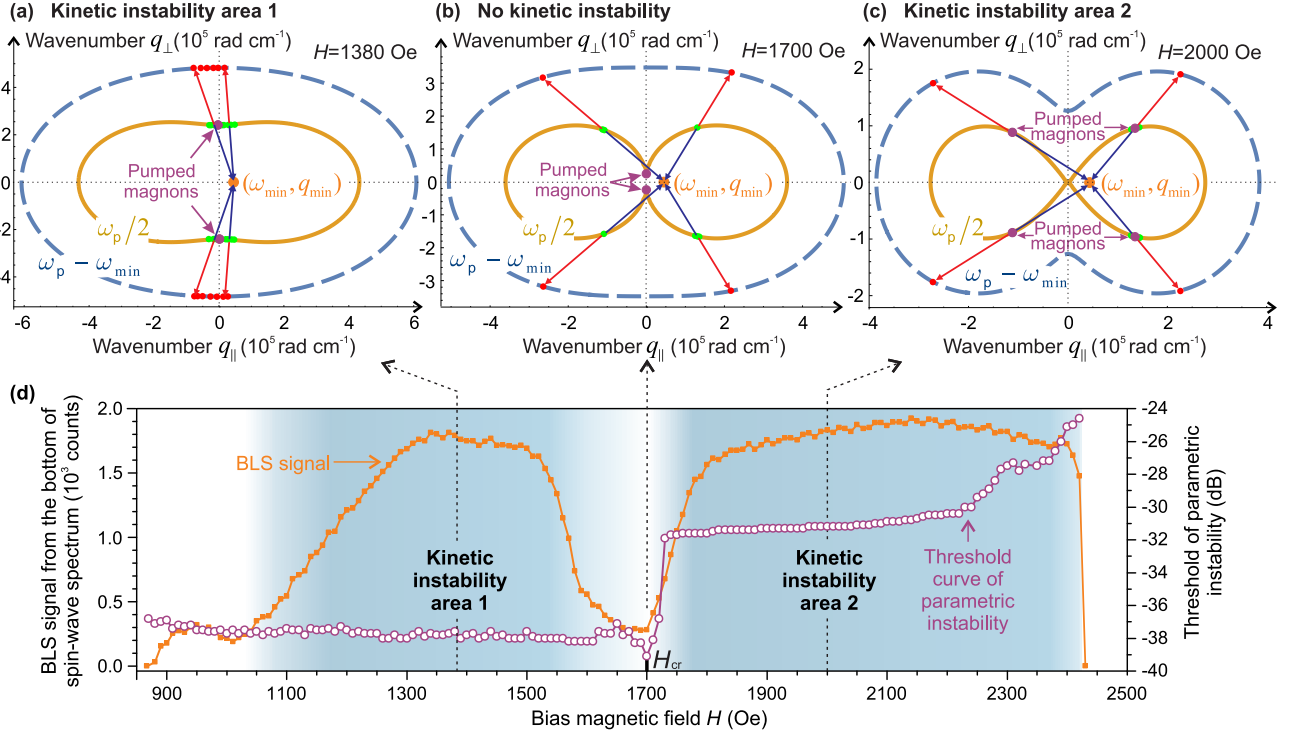 (a) Kinetic instability area 1
Wavenumber q⊥ (10⁵ rad cm⁻¹)
H=1380 Oe
4
2
0
-2
-4
Pumped
magnons
(ωmin, qmin)
ωp/2
ωp − ωmin
-6
-4
-2
0
2
4
6
Wavenumber q|| (10⁵ rad cm⁻¹)
(b) No kinetic instability
Wavenumber q⊥ (10⁵ rad cm⁻¹)
H=1700 Oe
3
2
1
0
-1
-2
-3
Pumped
magnons
(ωmin, qmin)
ωp/2
ωp − ωmin
-4
-2
0
2
4
Wavenumber q|| (10⁵ rad cm⁻¹)
(c) Kinetic instability area 2
Wavenumber q⊥ (10⁵ rad cm⁻¹)
H=2000 Oe
2
1
0
-1
-2
Pumped
magnons
(ωmin, qmin)
ωp/2
Pumped
magnons
ωp − ωmin
-4
-2
0
2
4
Wavenumber q|| (10⁵ rad cm⁻¹)
(d)
BLS signal from the bottom of
spin-wave spectrum (10³ counts)
2.0
1.5
1.0
0.5
0.0
BLS signal
Kinetic
instability
area 1
Kinetic
instability
area 2
Threshold
curve of
parametric
instability
Hcr
-24
-26
-28
-30
-32
-34
-36
-38
-40
Threshold of parametric
instability (dB)
900
1100
1300
1500
1700
1900
2100
2300
2500
Bias magnetic field H (Oe)